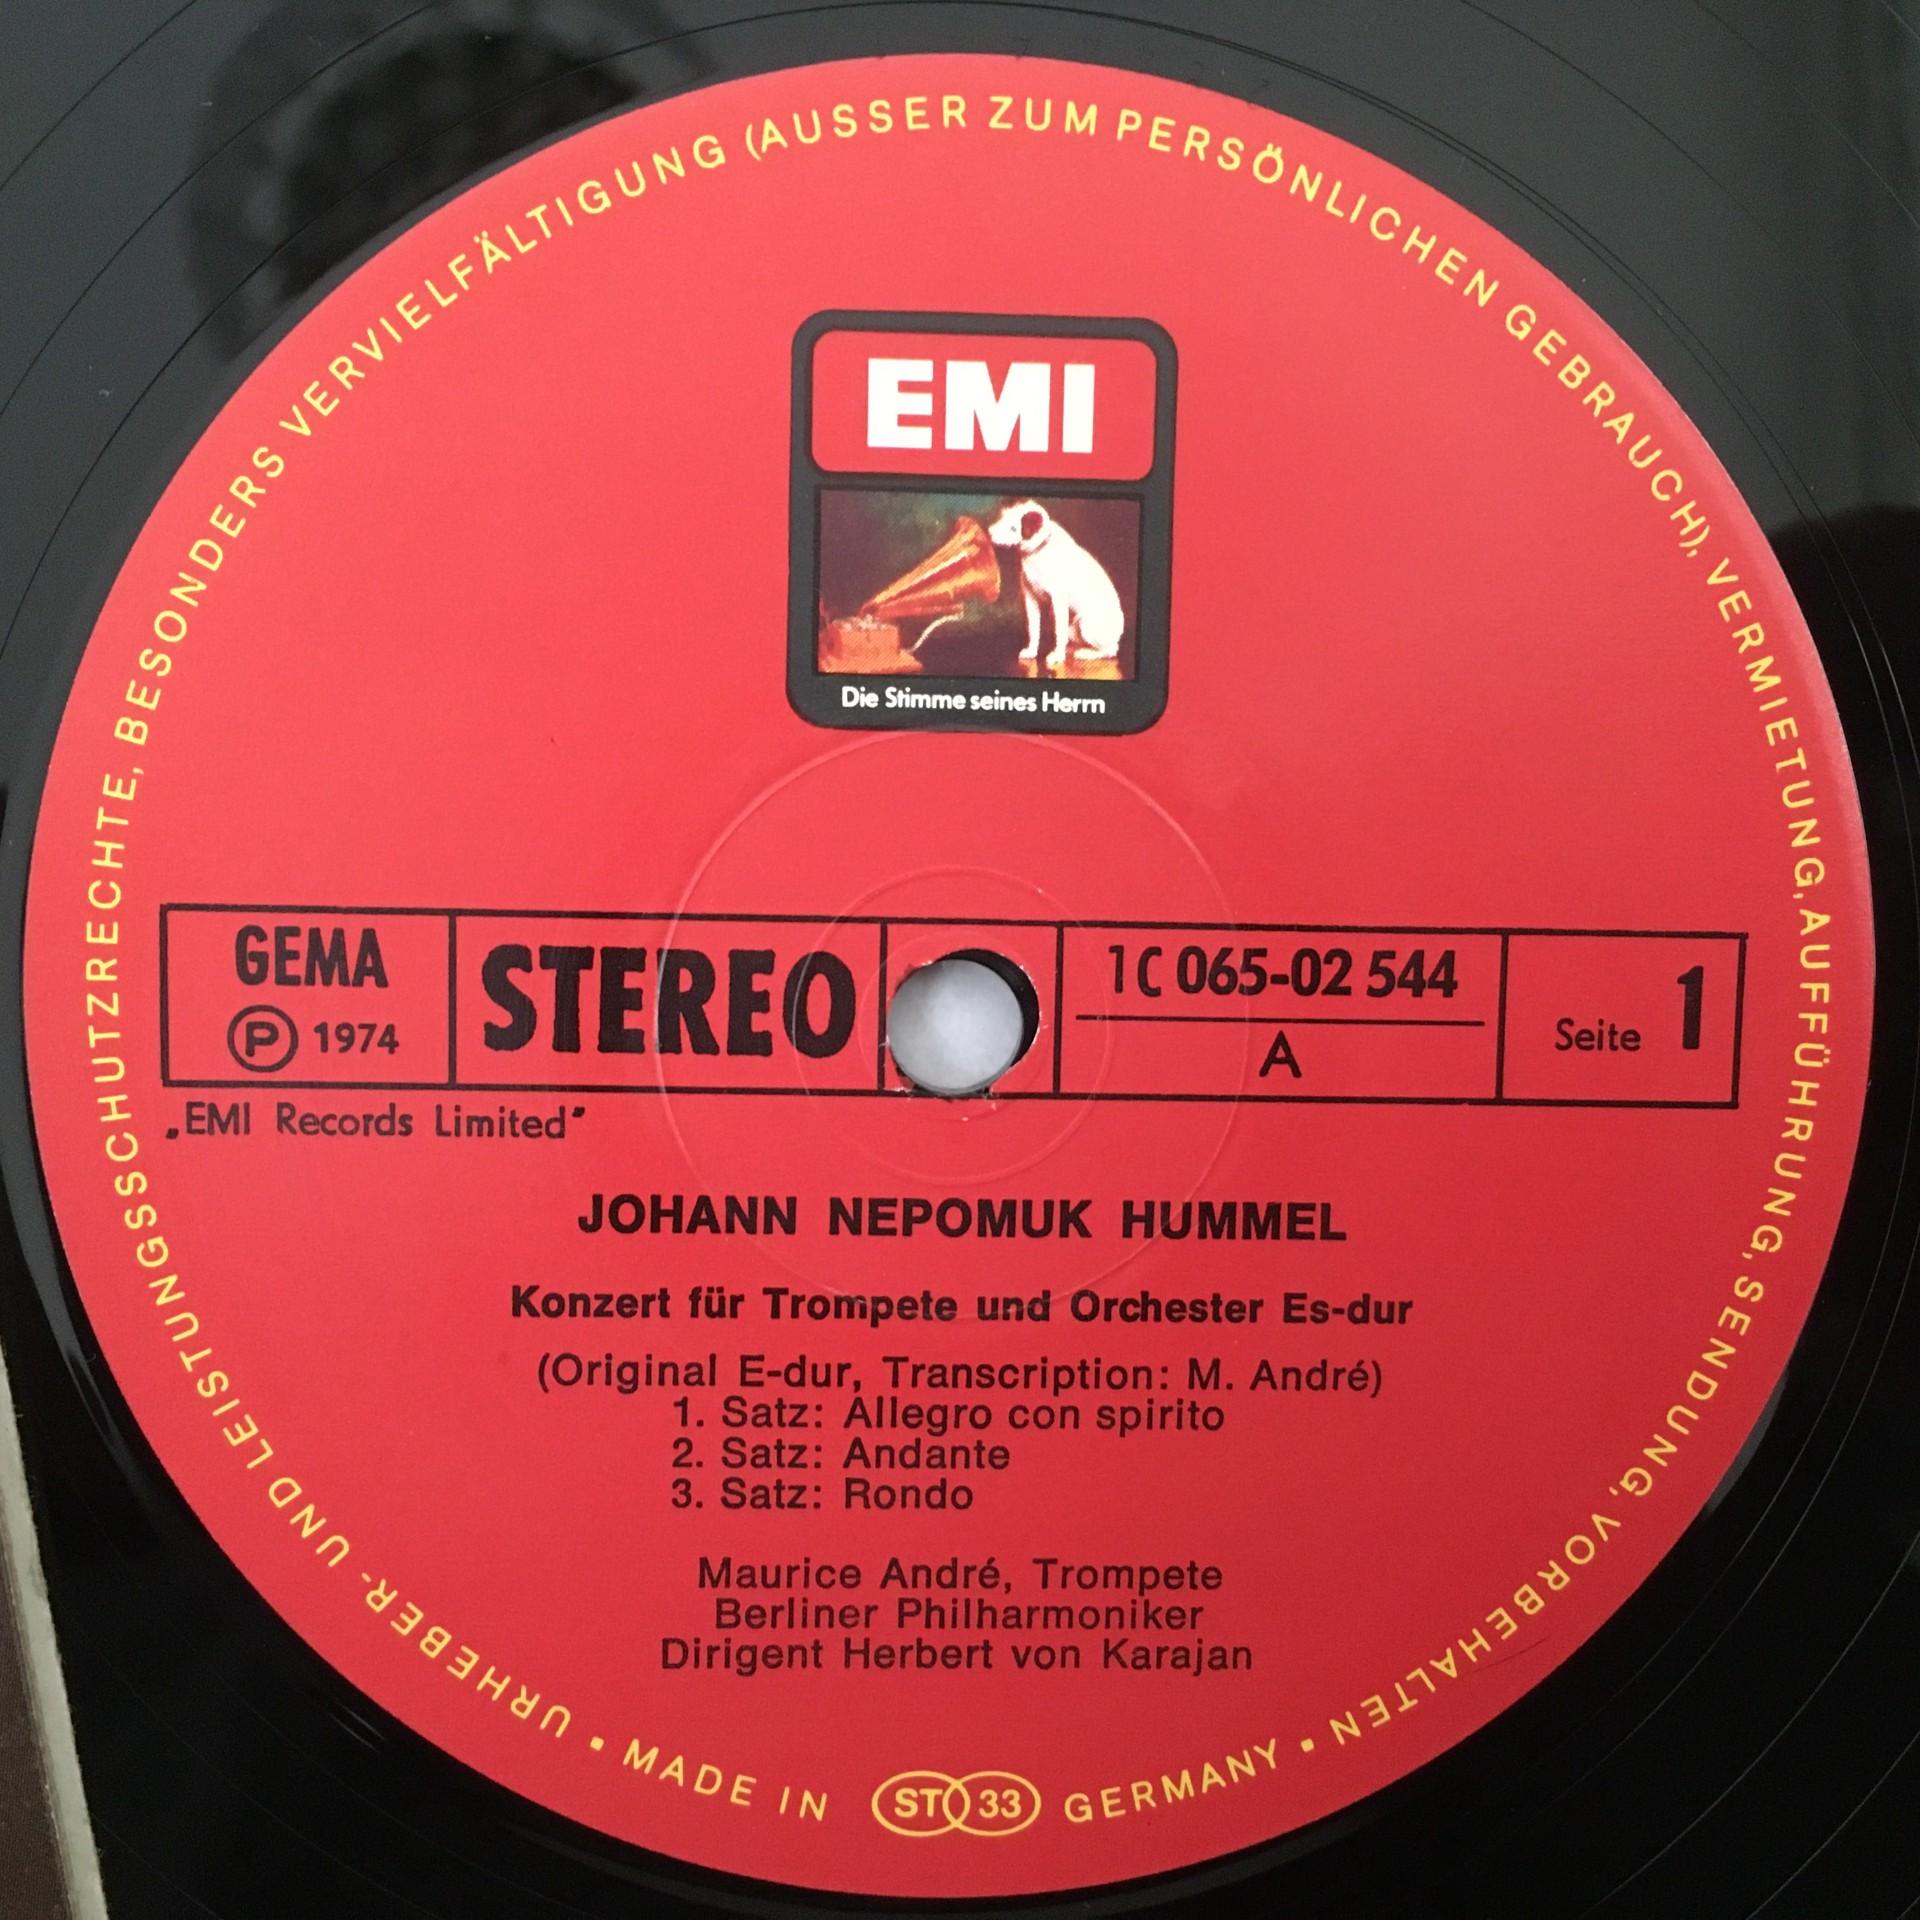 URHEBER- UND LEISTUNGSSCHUTZRECHTE, BESONDERS VERVIELFÄLTIGUNG (AUSSER ZUM PERSÖNLICHEN GEBRAUCH), VERMIETUNG, AUFFÜHRUNG, SENDUNG, VORBEHALTEN •
EMI
Die Stimme seines Herrn
GEMA
Ⓟ 1974
STEREO
1C 065-02 544
A
Seite 1
„EMI Records Limited”
JOHANN NEPOMUK HUMMEL
Konzert für Trompete und Orchester Es-dur
(Original E-dur, Transcription: M. André)
1. Satz: Allegro con spirito
2. Satz: Andante
3. Satz: Rondo
Maurice André, Trompete
Berliner Philharmoniker
Dirigent Herbert von Karajan
• MADE IN ST 33 GERMANY